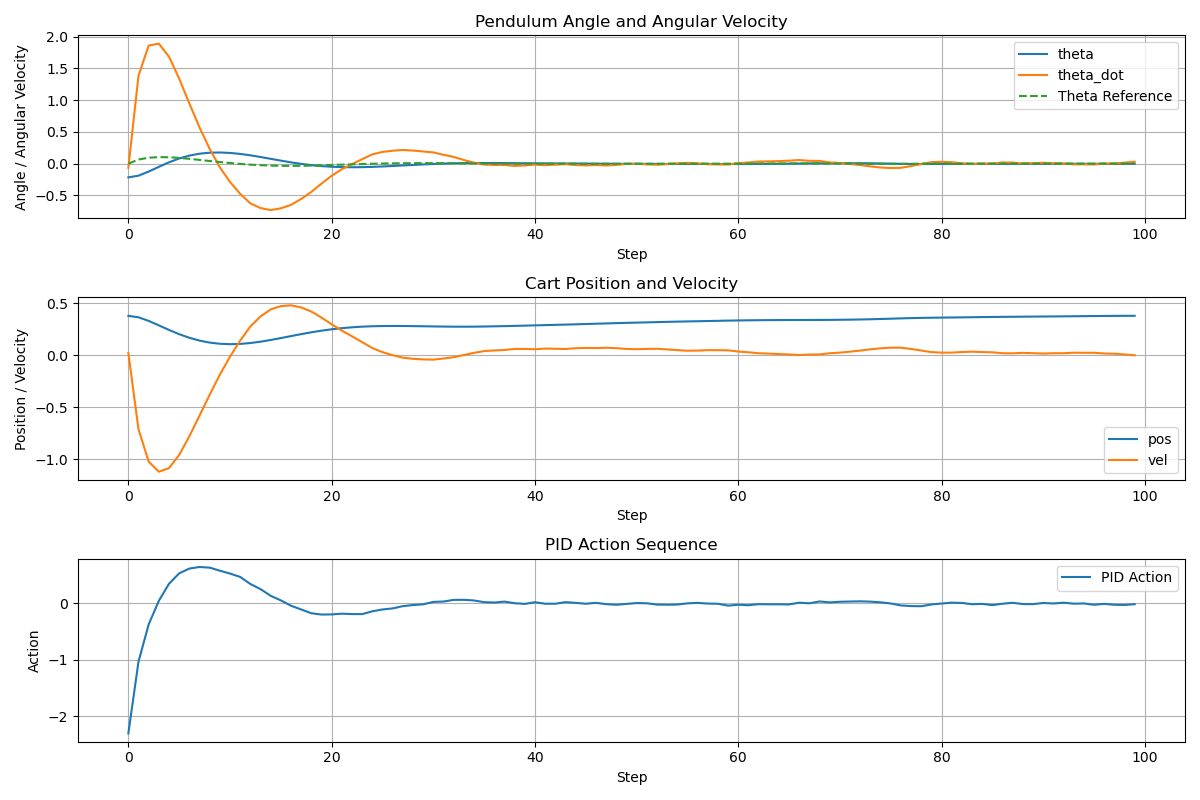 Pendulum Angle and Angular Velocity
Angle / Angular Velocity
2.0
1.5
1.0
0.5
0.0
−0.5
theta
theta_dot
Theta Reference
0 20 40 60 80 100
Step
Cart Position and Velocity
Position / Velocity
0.5
0.0
−0.5
−1.0
pos
vel
0 20 40 60 80 100
Step
PID Action Sequence
Action
0
−1
−2
PID Action
0 20 40 60 80 100
Step